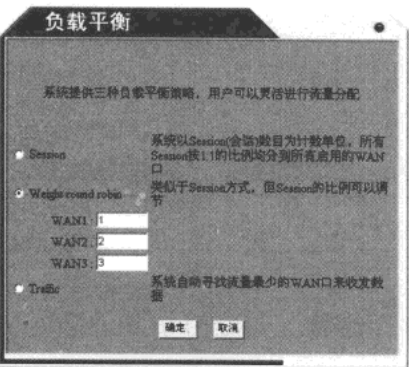 负载平衡
系统提供三种负载平衡策略，用户可以灵活进行流量分配
系统以Session(会话)数目为计数单位，所有
Session
Session按1:1的比例均分到所有启用的WAN
口
Weight round robin
类似于Session方式，但Session的比例可以调
节
WAN1: 1
WAN2: 2
WAN3: 3
Traffic
系统自动寻找流量最少的WAN口来收发数
据
确定 取消